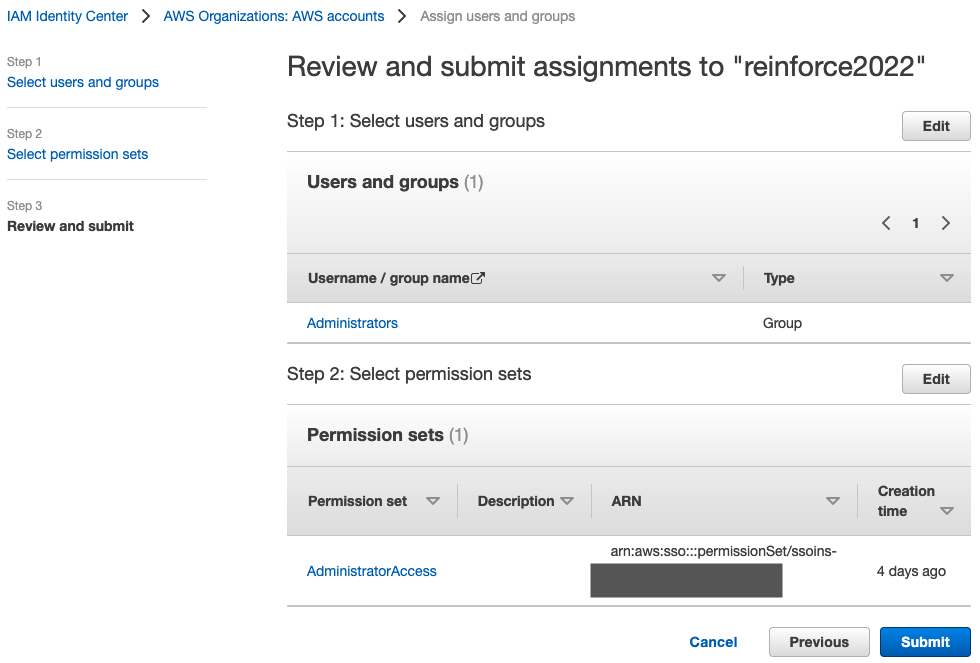 IAM Identity Center > AWS Organizations: AWS accounts > Assign users and groups
Step 1
Select users and groups
Step 2
Select permission sets
Step 3
Review and submit
Review and submit assignments to "reinforce2022"
Step 1: Select users and groups
Edit
Users and groups (1)
< 1 >
Username / group name Type
Administrators Group
Step 2: Select permission sets
Edit
Permission sets (1)
Permission set Description ARN Creation
time
arn:aws:sso:::permissionSet/ssoins-
AdministratorAccess 4 days ago
Cancel Previous Submit